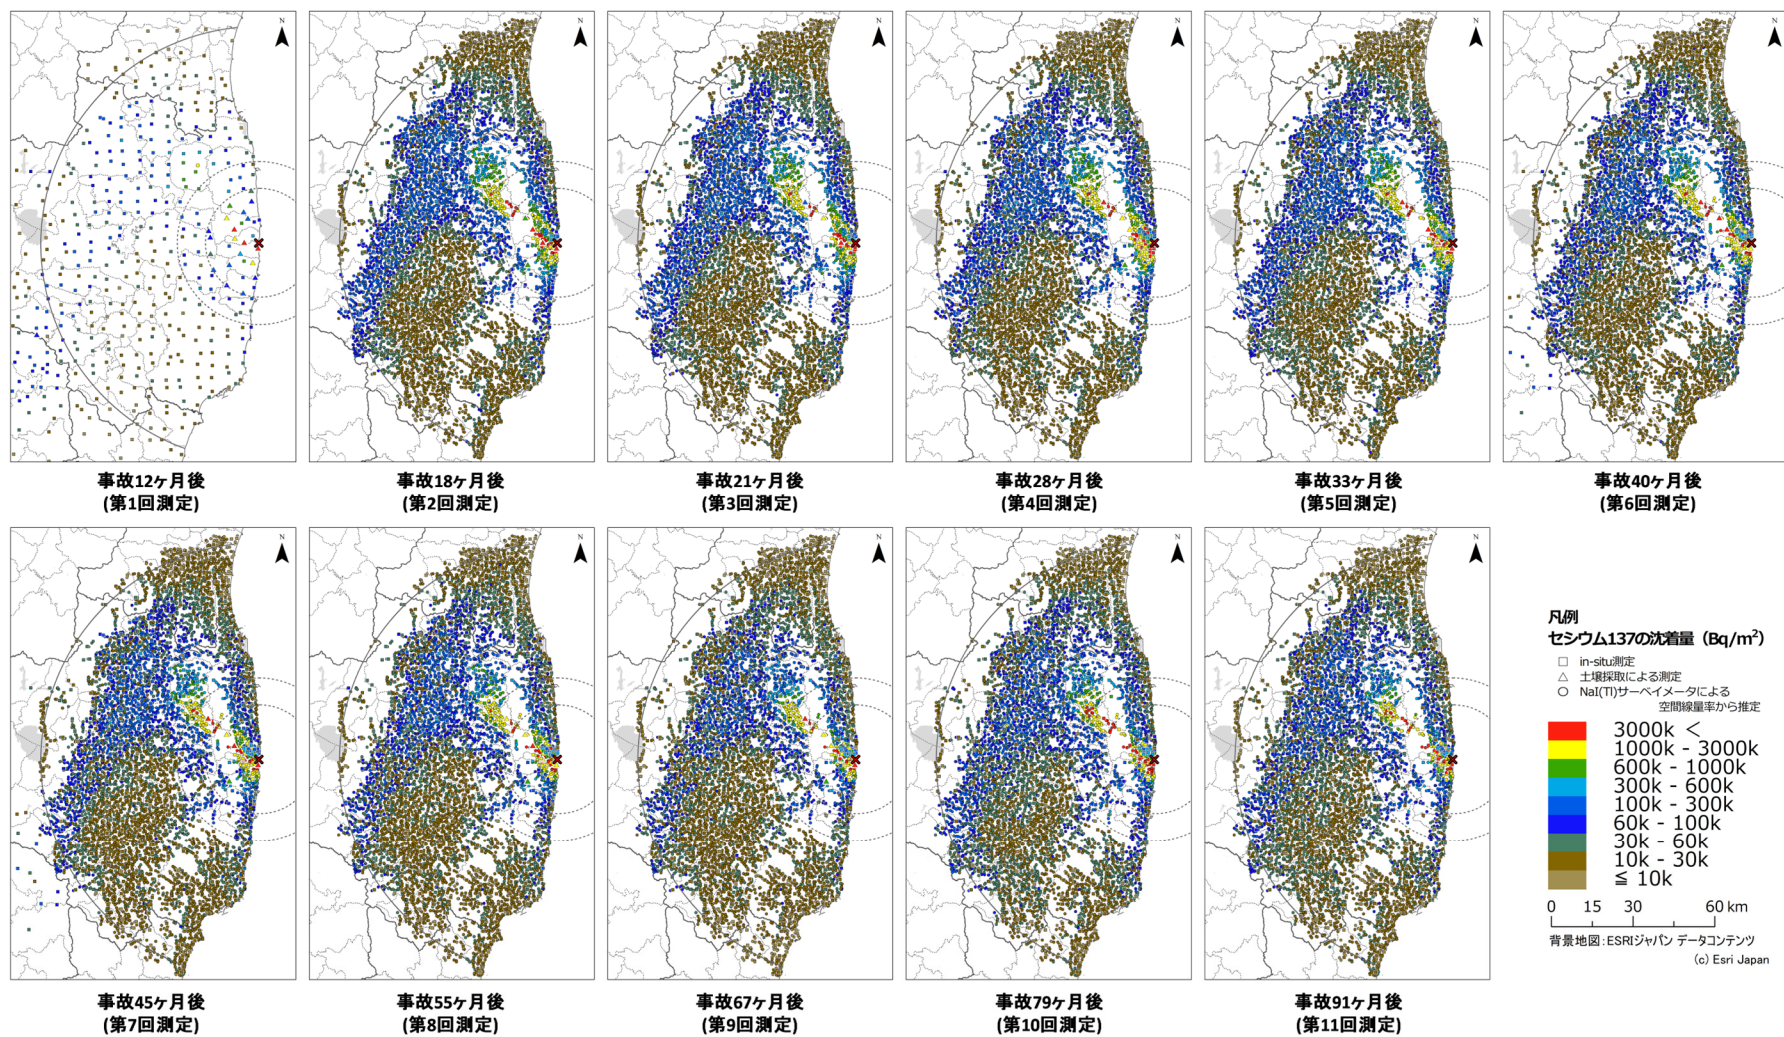 N
N
N
N
N
N
事故12ヶ月後
(第1回測定)
事故18ヶ月後
(第2回測定)
事故21ヶ月後
(第3回測定)
事故28ヶ月後
(第4回測定)
事故33ヶ月後
(第5回測定)
事故40ヶ月後
(第6回測定)
N
N
N
N
N
事故45ヶ月後
(第7回測定)
事故55ヶ月後
(第8回測定)
事故67ヶ月後
(第9回測定)
事故79ヶ月後
(第10回測定)
事故91ヶ月後
(第11回測定)
凡例
セシウム137の沈着量（Bq/m²）
□ in-situ測定
△ 土壌採取による測定
○ NaI(Tl)サーベイメータによる
空間線量率から推定
3000k <
1000k - 3000k
600k - 1000k
300k - 600k
100k - 300k
60k - 100k
30k - 60k
10k - 30k
≦ 10k
0 15 30 60 km
背景地図：ESRIジャパン データコンテンツ
(c) Esri Japan